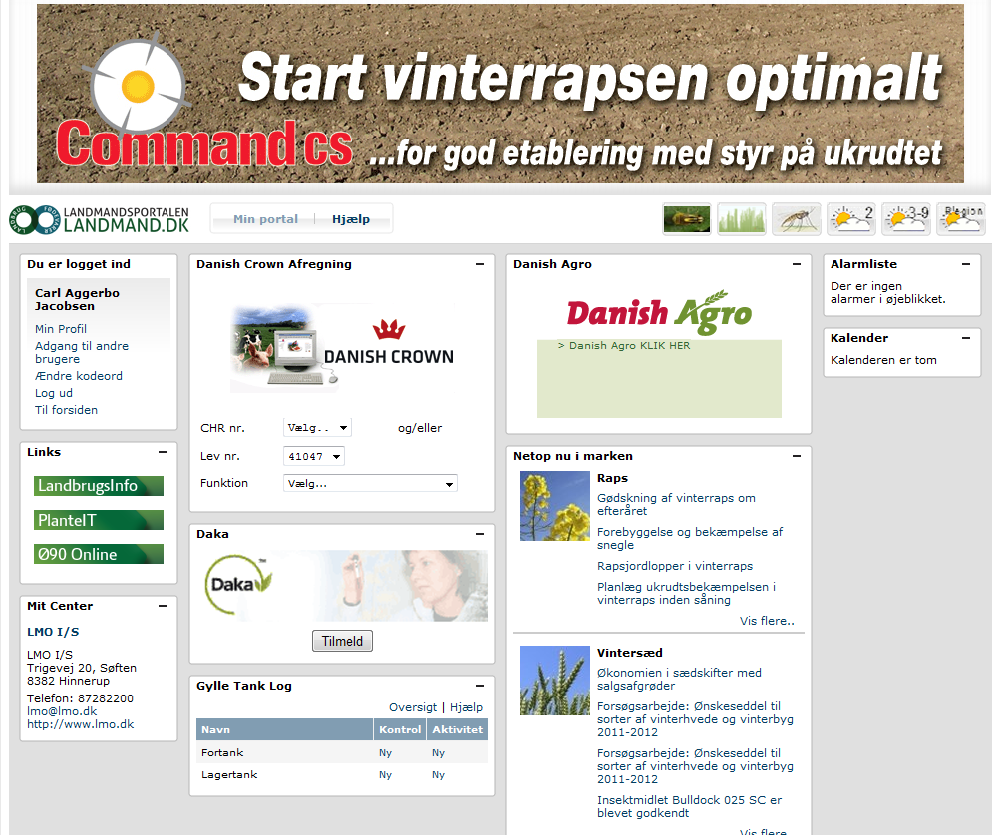 Start vinterrapsen optimalt
Command cs
...for god etablering med styr på ukrudtet
LANDMANDSPORTALEN
LANDMAND.DK
Min portal | Hjælp
2
3-9
Region
Du er logget ind
Carl Aggerbo
Jacobsen
Min Profil
Adgang til andre
brugere
Ændre kodeord
Log ud
Til forsiden
Links
LandbrugsInfo
PlanteIT
Ø90 Online
Mit Center
LMO I/S
LMO I/S
Trigevej 20, Søften
8382 Hinnerup
Telefon: 87282200
lmo@lmo.dk
http://www.lmo.dk
Danish Crown Afregning
DANISH CROWN
CHR nr. Vælg.. og/eller
Lev nr. 41047
Funktion Vælg...
Daka
Daka
Tilmeld
Gylle Tank Log
Oversigt | Hjælp
Navn Kontrol Aktivitet
Fortank Ny Ny
Lagertank Ny Ny
Danish Agro
Danish Agro
> Danish Agro KLIK HER
Netop nu i marken
Raps
Gødskning af vinterraps om
efteråret
Forebyggelse og bekæmpelse af
snegle
Rapsjordlopper i vinterraps
Planlæg ukrudtsbekæmpelsen i
vinterraps inden såning
Vis flere..
Vintersæd
Økonomien i sædskifter med
salgsafgrøder
Forsøgsarbejde: Ønskeseddel til
sorter af vinterhvede og vinterbyg
2011-2012
Forsøgsarbejde: Ønskeseddel til
sorter af vinterhvede og vinterbyg
2011-2012
Insektmidlet Bulldock 025 SC er
blevet godkendt
Vis flere..
Alarmliste
Der er ingen
alarmer i øjeblikket.
Kalender
Kalenderen er tom